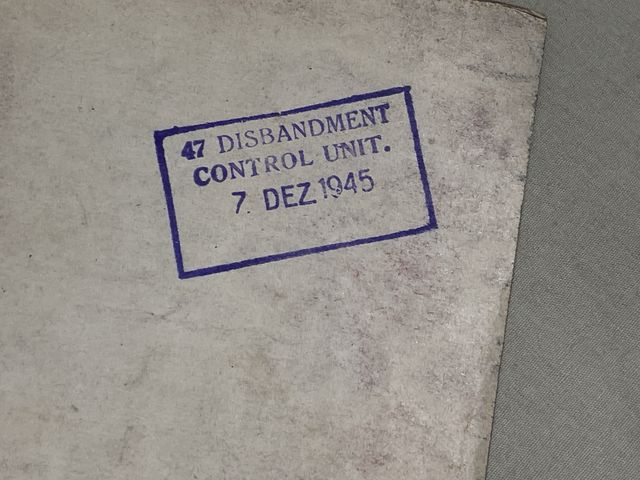 47 DISBANDMENT
CONTROL UNIT.
7. DEZ 1945